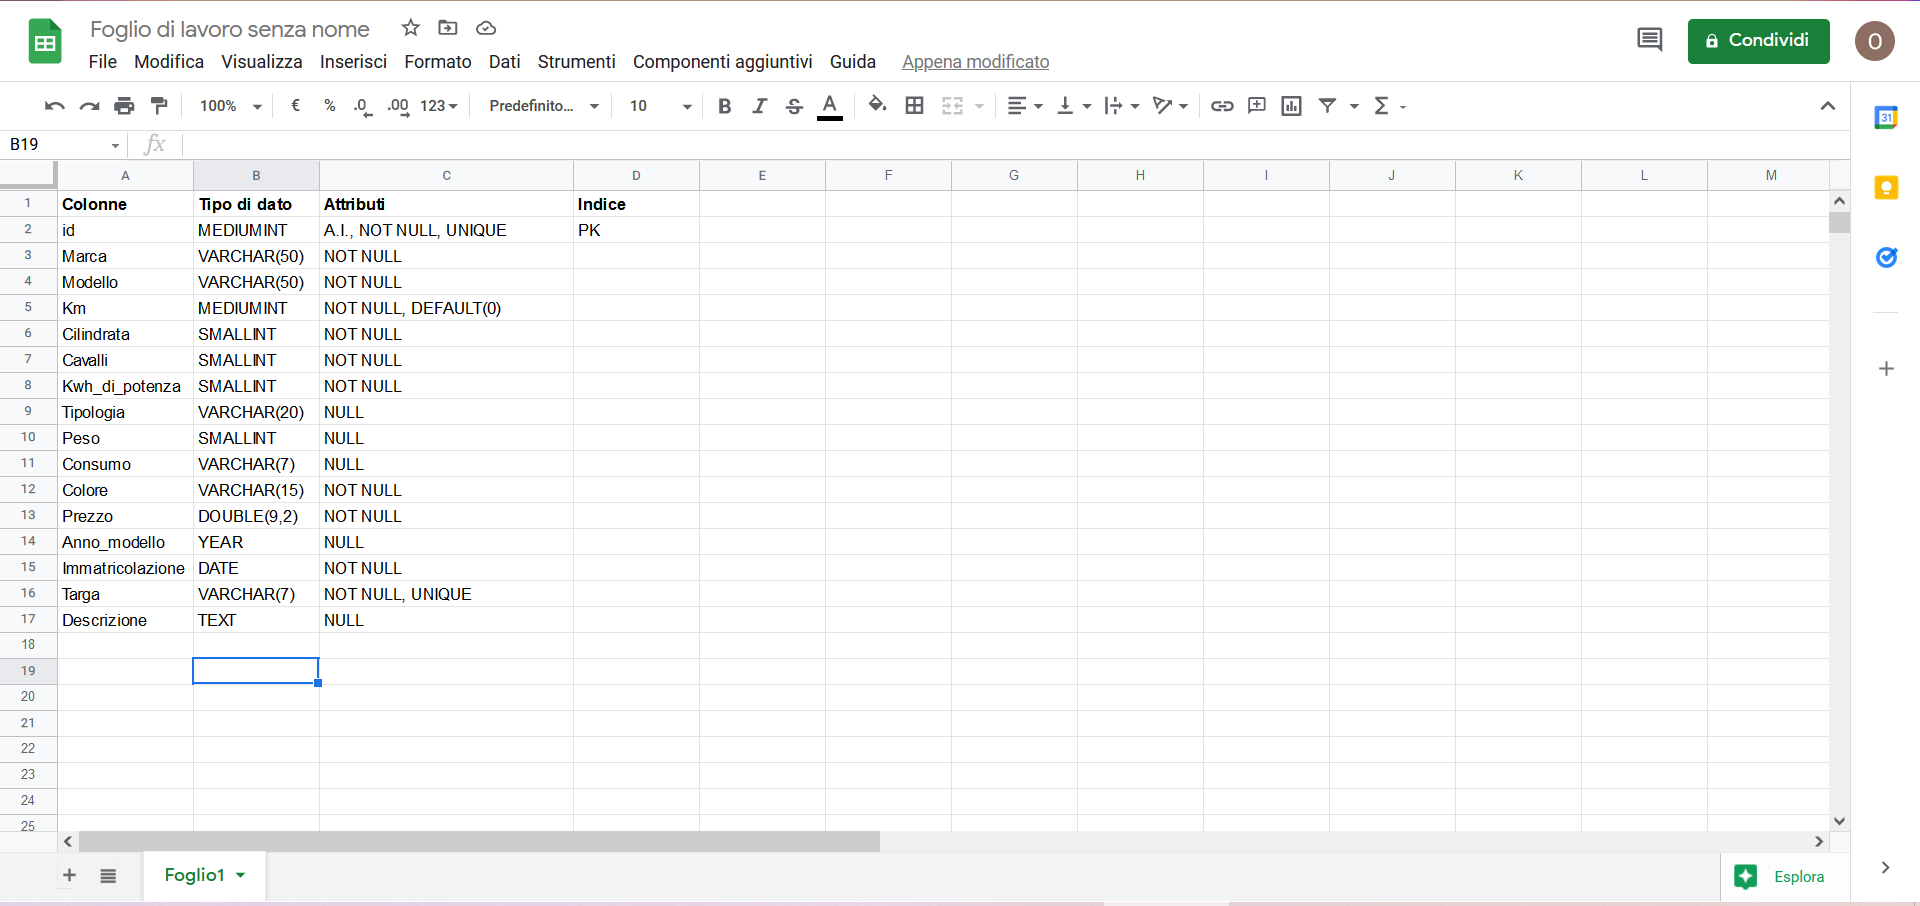 Foglio di lavoro senza nome
File Modifica Visualizza Inserisci Formato Dati Strumenti Componenti aggiuntivi Guida Appena modificato
Condividi
O
100% € % .0 .00 123 Predefinito... 10 B I S A Σ
31
B19 fx
A B C D E F G H I J K L M
1 Colonne Tipo di dato Attributi Indice
2 id MEDIUMINT A.I., NOT NULL, UNIQUE PK
3 Marca VARCHAR(50) NOT NULL
4 Modello VARCHAR(50) NOT NULL
5 Km MEDIUMINT NOT NULL, DEFAULT(0)
6 Cilindrata SMALLINT NOT NULL
7 Cavalli SMALLINT NOT NULL
8 Kwh_di_potenza SMALLINT NOT NULL
9 Tipologia VARCHAR(20) NULL
10 Peso SMALLINT NULL
11 Consumo VARCHAR(7) NULL
12 Colore VARCHAR(15) NOT NULL
13 Prezzo DOUBLE(9,2) NOT NULL
14 Anno_modello YEAR NULL
15 Immatricolazione DATE NOT NULL
16 Targa VARCHAR(7) NOT NULL, UNIQUE
17 Descrizione TEXT NULL
18
19
20
21
22
23
24
25
Foglio1
Esplora